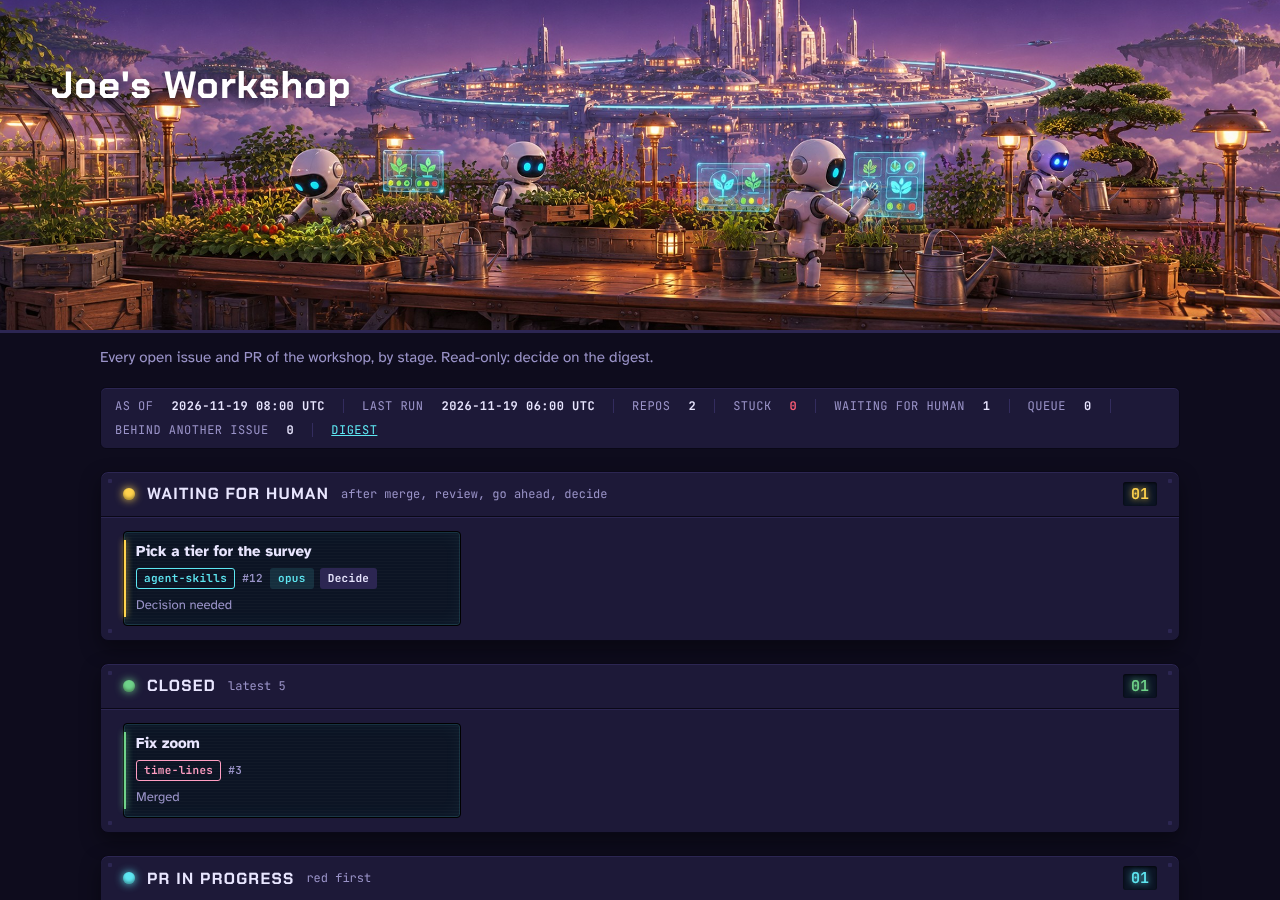 Joe's Workshop
Every open issue and PR of the workshop, by stage. Read-only: decide on the digest.
AS OF 2026-11-19 08:00 UTC LAST RUN 2026-11-19 06:00 UTC REPOS 2 STUCK 0 WAITING FOR HUMAN 1 QUEUE 0
BEHIND ANOTHER ISSUE 0 DIGEST
WAITING FOR HUMAN after merge, review, go ahead, decide 01
Pick a tier for the survey
agent-skills #12 opus Decide
Decision needed
CLOSED latest 5 01
Fix zoom
time-lines #3
Merged
PR IN PROGRESS red first 01